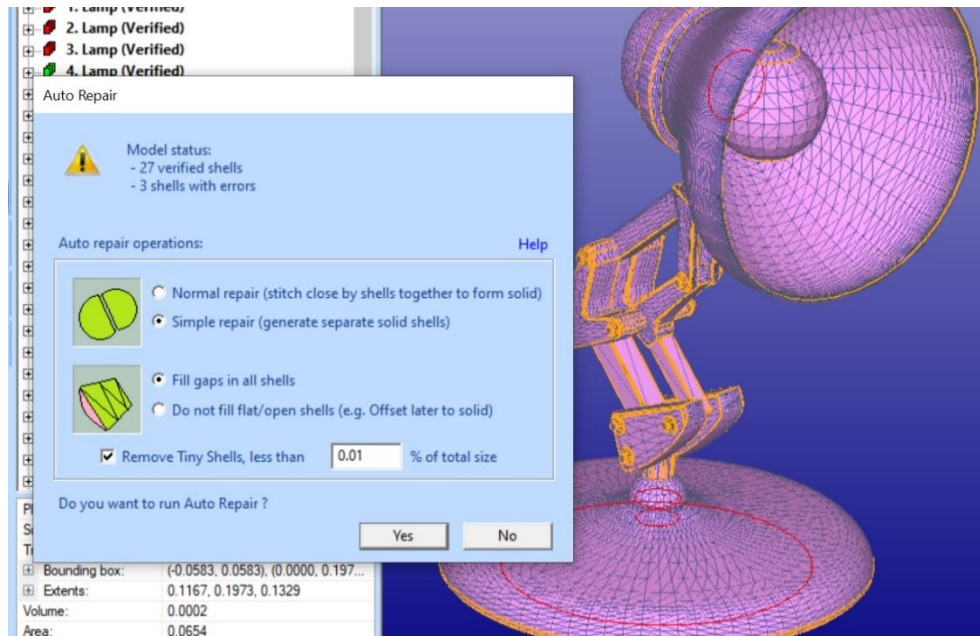 1. Lamp (Verified)
2. Lamp (Verified)
3. Lamp (Verified)
4. Lamp (Verified)
Auto Repair
Model status:
- 27 verified shells
- 3 shells with errors
Auto repair operations:
Help
Normal repair (stitch close by shells together to form solid)
Simple repair (generate separate solid shells)
Fill gaps in all shells
Do not fill flat/open shells (e.g. Offset later to solid)
Remove Tiny Shells, less than 0.01 % of total size
Do you want to run Auto Repair ?
Yes No
Bounding box: (-0.0583, 0.0583), (0.0000, 0.197...
Extents: 0.1167, 0.1973, 0.1329
Volume: 0.0002
Area: 0.0654